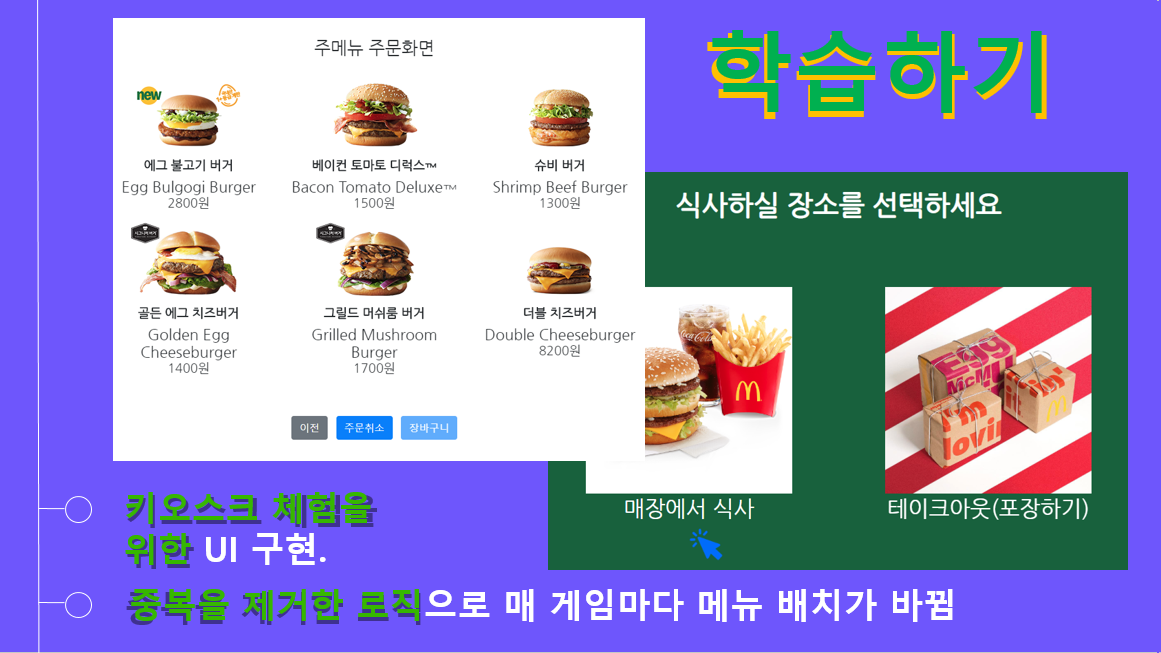 학습하기
주메뉴 주문화면
new
에그 불고기 버거
Egg Bulgogi Burger
2800원
베이컨 토마토 디럭스™
Bacon Tomato Deluxe™
1500원
슈비 버거
Shrimp Beef Burger
1300원
골든 에그 치즈버거
Golden Egg
Cheeseburger
1400원
그릴드 머쉬룸 버거
Grilled Mushroom
Burger
1700원
더블 치즈버거
Double Cheeseburger
8200원
이전
주문취소
장바구니
식사하실 장소를 선택하세요
Coca-Cola
Egg
McMu
i'm
lovin
매장에서 식사
테이크아웃(포장하기)
키오스크 체험을
위한 UI 구현.
중복을 제거한 로직으로 매 게임마다 메뉴 배치가 바뀜